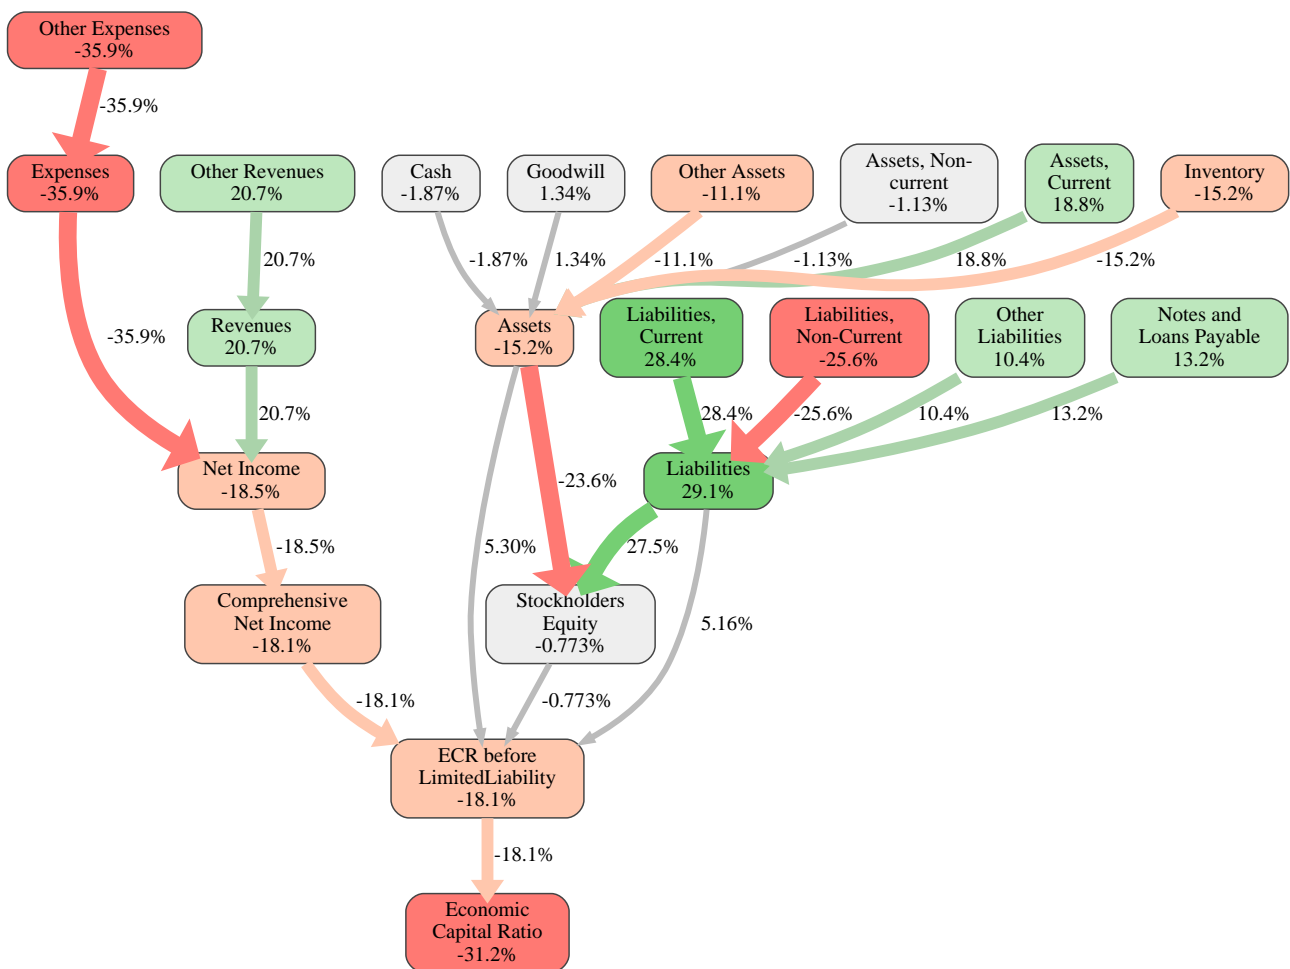 Other Expenses
-35.9%
-35.9%
Expenses
-35.9%
Other Revenues
20.7%
Cash
-1.87%
Goodwill
1.34%
Other Assets
-11.1%
Assets, Non-
current
-1.13%
Assets,
Current
18.8%
Inventory
-15.2%
20.7%
-1.87%
1.34%
-11.1%
-1.13%
18.8%
-15.2%
-35.9%
Revenues
20.7%
Assets
-15.2%
Liabilities,
Current
28.4%
Liabilities,
Non-Current
-25.6%
Other
Liabilities
10.4%
Notes and
Loans Payable
13.2%
20.7%
28.4%
-25.6%
10.4%
13.2%
Net Income
-18.5%
-23.6%
Liabilities
29.1%
-18.5%
5.30%
27.5%
Comprehensive
Net Income
-18.1%
Stockholders
Equity
-0.773%
5.16%
-18.1%
-0.773%
ECR before
LimitedLiability
-18.1%
-18.1%
Economic
Capital Ratio
-31.2%